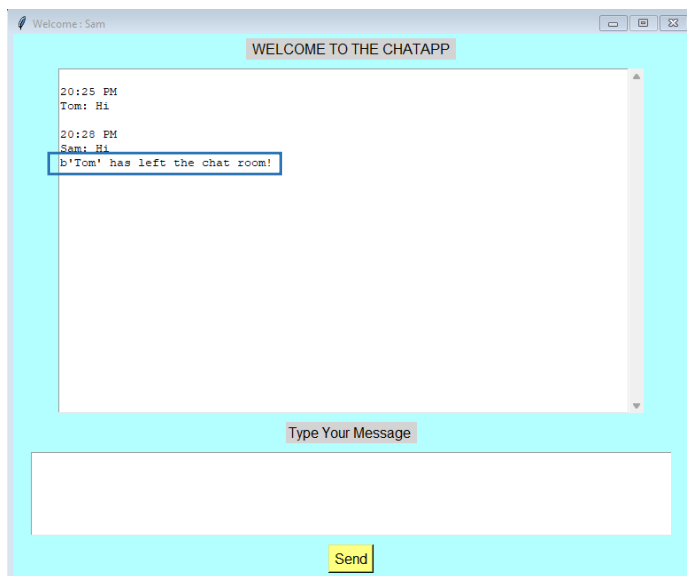 Welcome : Sam
WELCOME TO THE CHATAPP
20:25 PM
Tom: Hi
20:28 PM
Sam: Hi
b'Tom' has left the chat room!
Type Your Message
Send